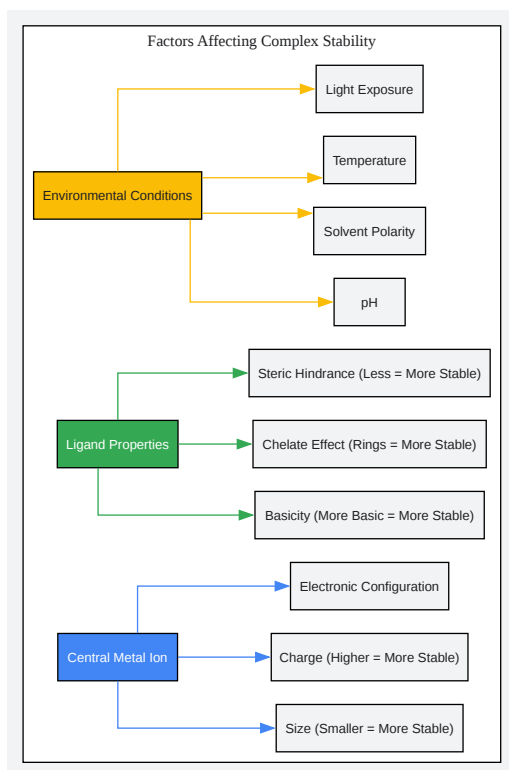 Factors Affecting Complex Stability
Light Exposure
Temperature
Environmental Conditions
Solvent Polarity
pH
Steric Hindrance (Less = More Stable)
Ligand Properties
Chelate Effect (Rings = More Stable)
Basicity (More Basic = More Stable)
Electronic Configuration
Central Metal Ion
Charge (Higher = More Stable)
Size (Smaller = More Stable)